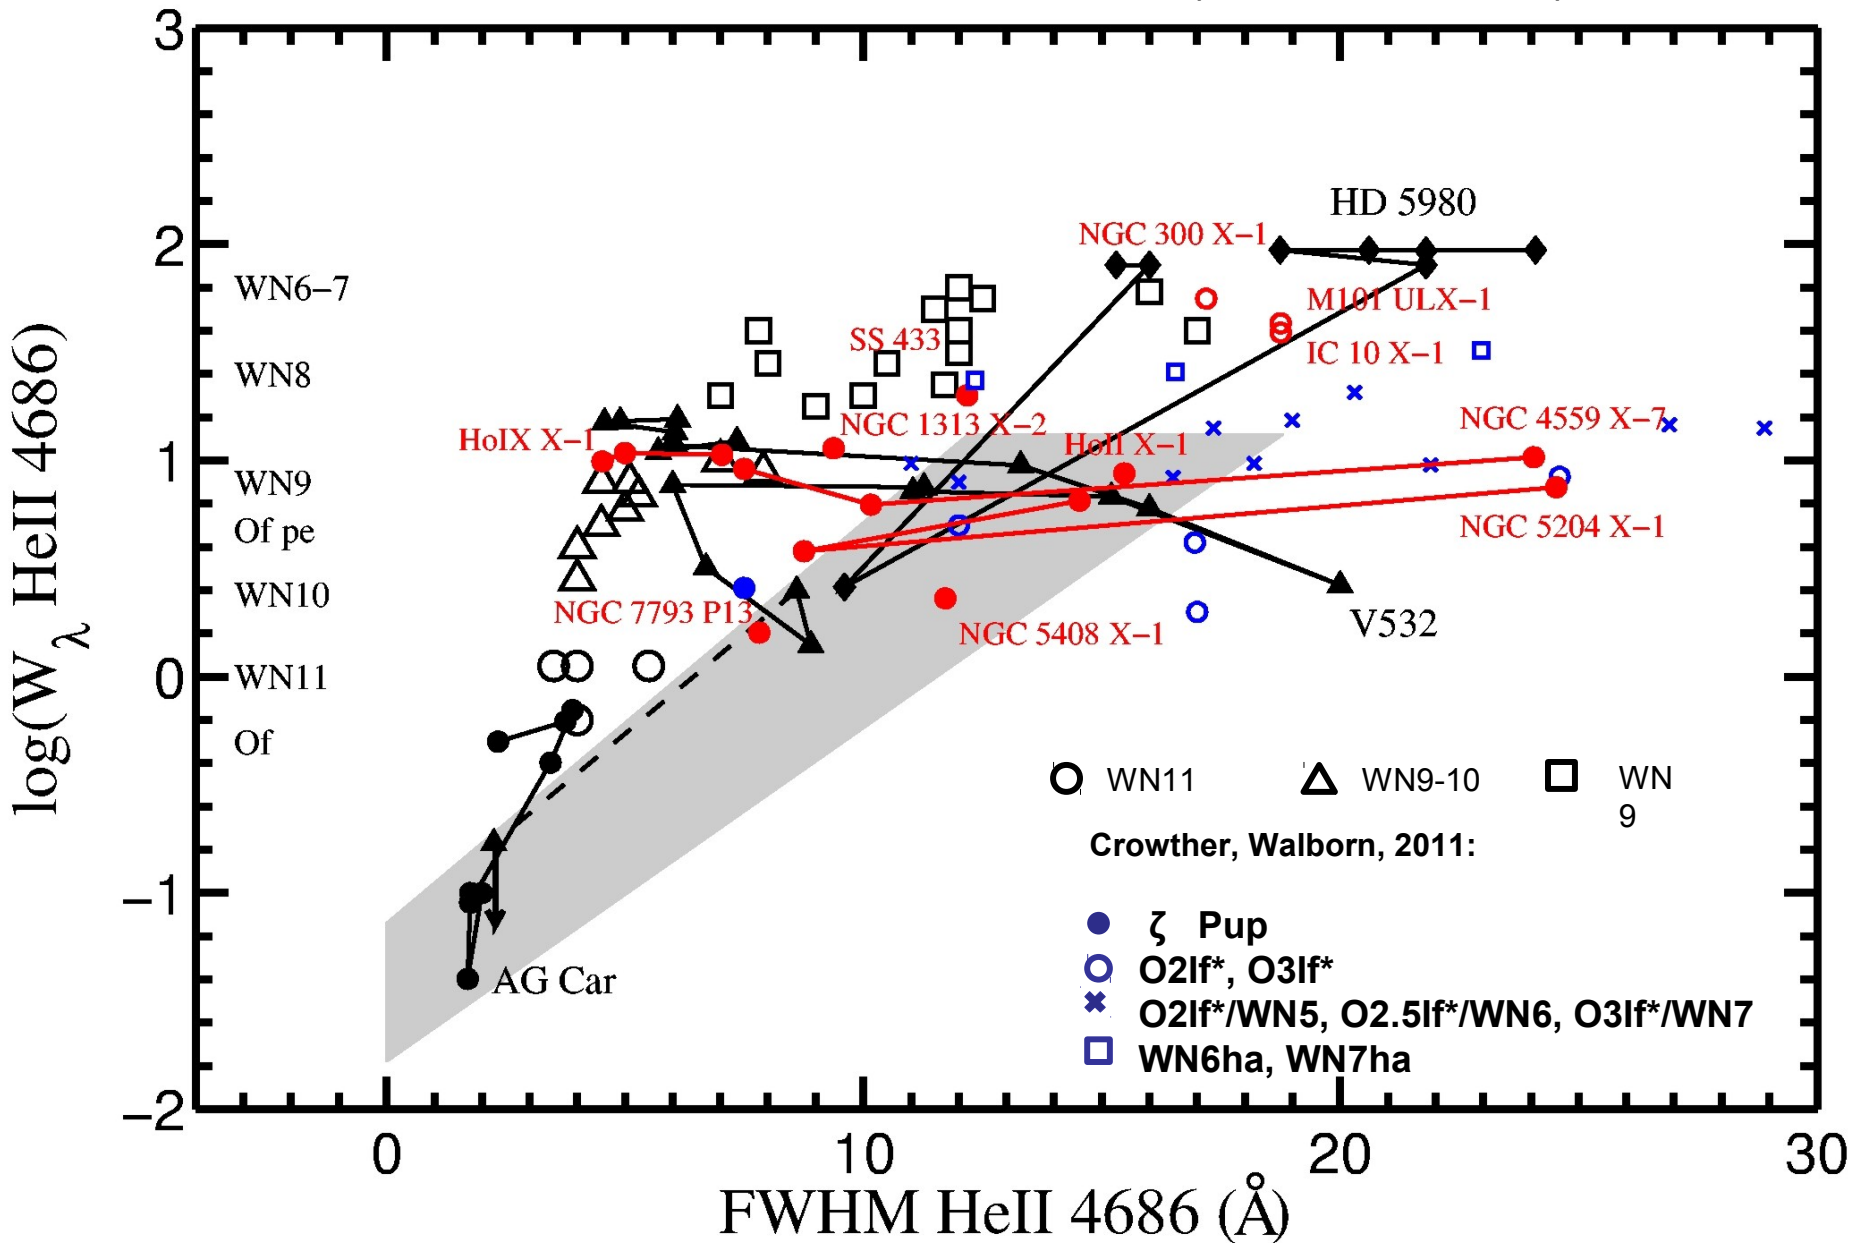 3
2
1
0
−1
−2
log(W λ HeII 4686)
WN6−7
WN8
WN9
Of pe
WN10
WN11
Of
HD 5980
NGC 300 X−1
M101 ULX−1
SS 433
IC 10 X−1
NGC 1313 X−2
HoIX X−1
HoII X−1
NGC 4559 X−7
NGC 5204 X−1
NGC 7793 P13
NGC 5408 X−1
V532
AG Car
WN11
WN9-10
WN
9
Crowther, Walborn, 2011:
ζ Pup
O2If*, O3If*
O2If*/WN5, O2.5If*/WN6, O3If*/WN7
WN6ha, WN7ha
0
10
20
30
FWHM HeII 4686 (Å)